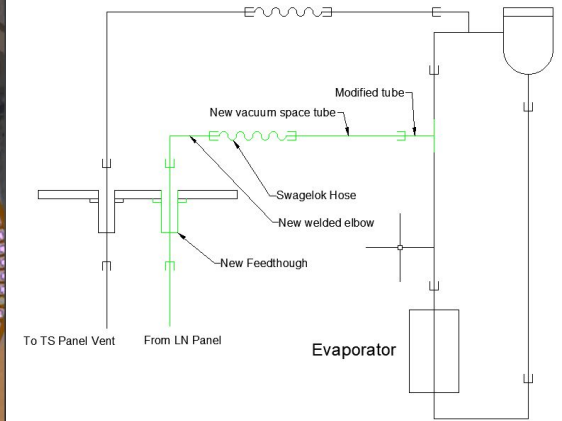 Modified tube
New vacuum space tube
Swagelok Hose
New welded elbow
New Feedthough
To TS Panel Vent
From LN Panel
Evaporator